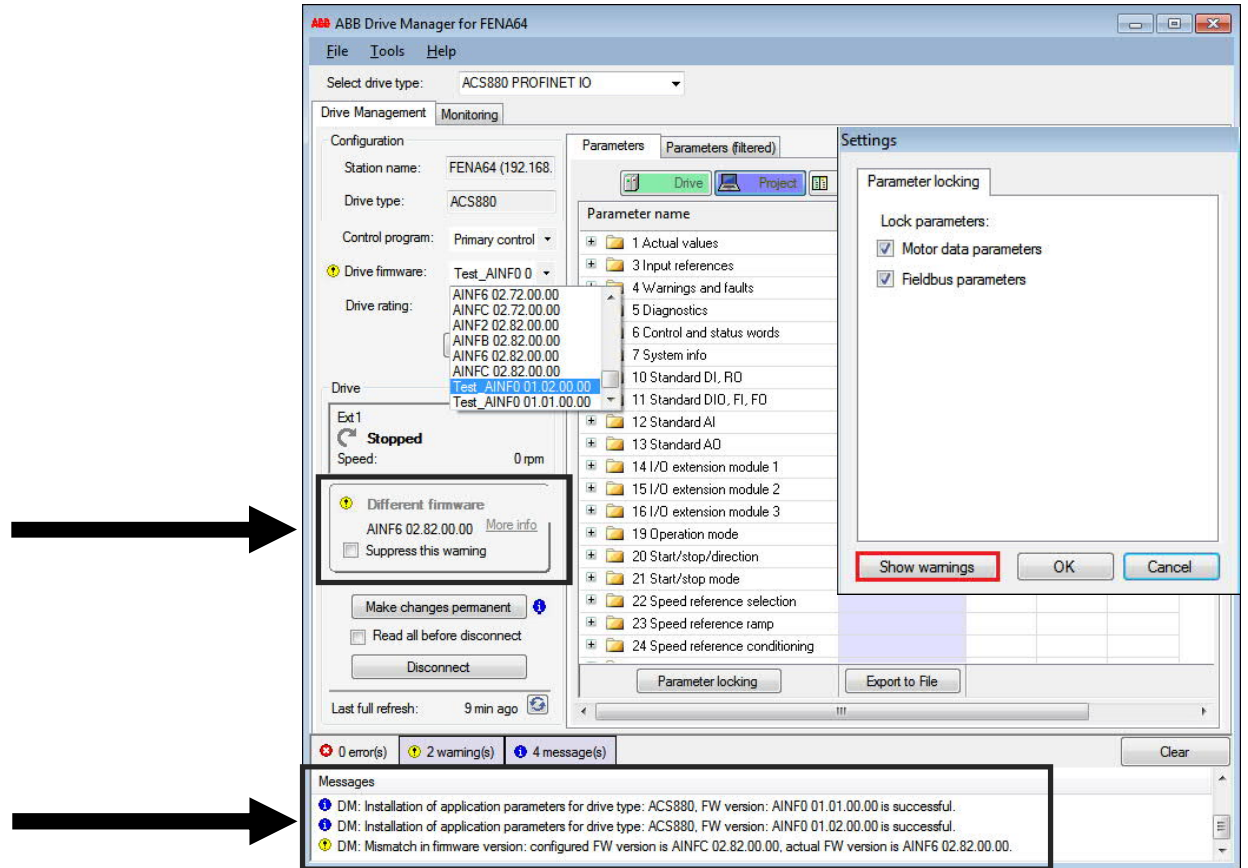 ABB ABB Drive Manager for FENA64
File Tools Help
Select drive type: ACS880 PROFINET IO
Drive Management Monitoring
Configuration
Station name: FENA64 (192.168.
Drive type: ACS880
Control program: Primary control
Drive firmware: Test_AINF0 0
Drive rating:
AINF6 02.72.00.00
AINFC 02.72.00.00
AINF2 02.82.00.00
AINFB 02.82.00.00
AINF6 02.82.00.00
AINFC 02.82.00.00
Test_AINF0 01.02.00.00
Test_AINF0 01.01.00.00
Drive
Ext1
Stopped
Speed: 0 rpm
Different firmware
AINF6 02.82.00.00 More info
Suppress this warning
Make changes permanent
Read all before disconnect
Disconnect
Last full refresh: 9 min ago
Parameters Parameters (filtered)
Drive Project
Parameter name
1 Actual values
3 Input references
4 Warnings and faults
5 Diagnostics
6 Control and status words
7 System info
10 Standard DI, RO
11 Standard DIO, FI, FO
12 Standard AI
13 Standard AO
14 I/O extension module 1
15 I/O extension module 2
16 I/O extension module 3
19 Operation mode
20 Start/stop/direction
21 Start/stop mode
22 Speed reference selection
23 Speed reference ramp
24 Speed reference conditioning
Parameter locking Export to File
Settings
Parameter locking
Lock parameters:
Motor data parameters
Fieldbus parameters
Show warnings OK Cancel
0 error(s) 2 warning(s) 4 message(s) Clear
Messages
DM: Installation of application parameters for drive type: ACS880, FW version: AINF0 01.01.00.00 is successful.
DM: Installation of application parameters for drive type: ACS880, FW version: AINF0 01.02.00.00 is successful.
DM: Mismatch in firmware version: configured FW version is AINFC 02.82.00.00, actual FW version is AINF6 02.82.00.00.